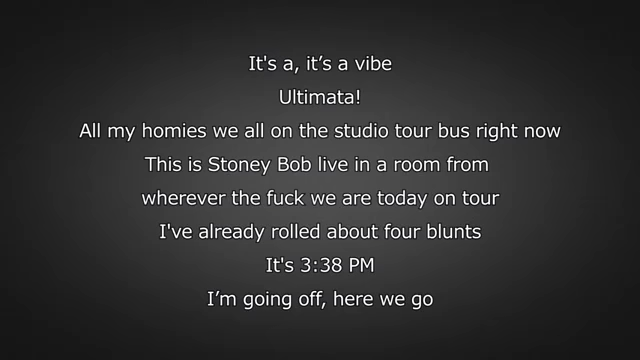 It's a, it’s a vibe
Ultimata!
All my homies we all on the studio tour bus right now
This is Stoney Bob live in a room from
wherever the fuck we are today on tour
I've already rolled about four blunts
It's 3:38 PM
I’m going off, here we go